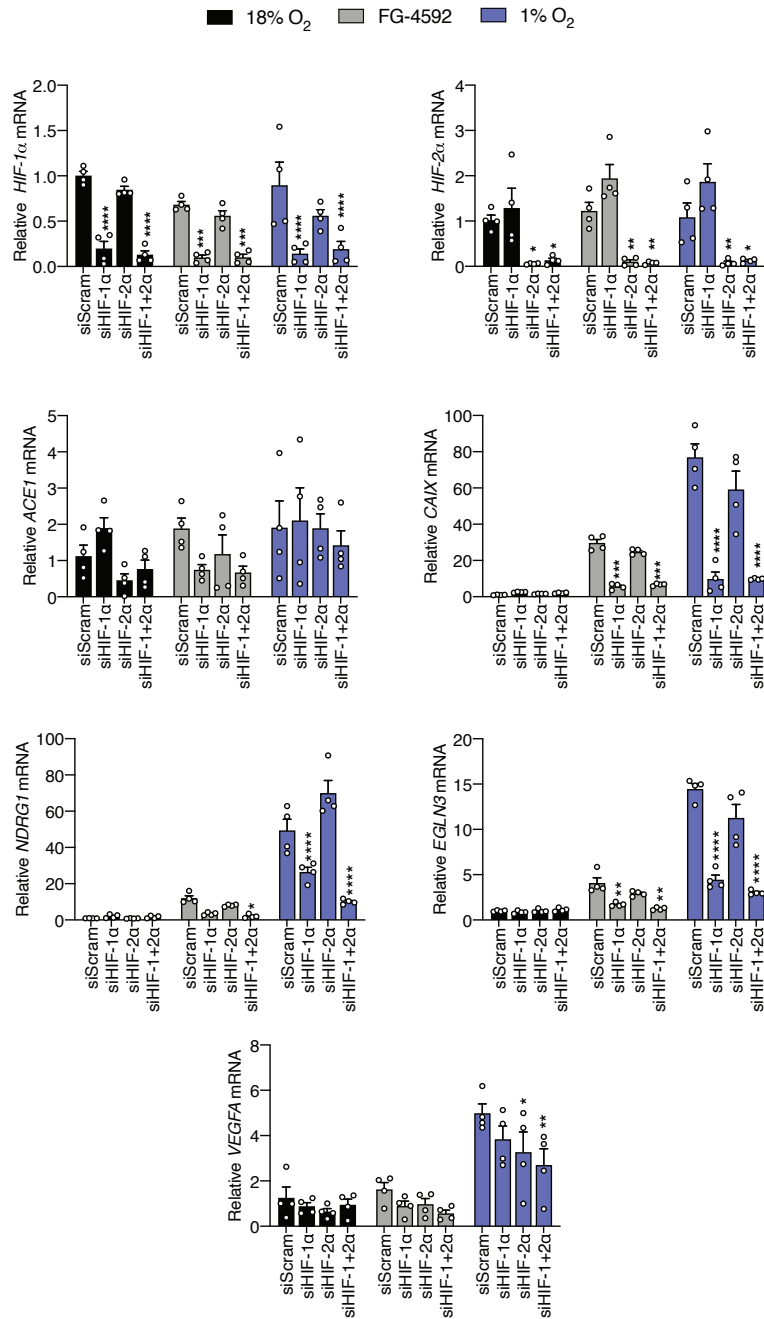 18% O2 FG-4592 1% O2
Relative HIF-1α mRNA
2.0
1.5
1.0
0.5
0.0
**** **** *** *** **** ****
siScram siHIF-1α siHIF-2α siHIF-1+2α siScram siHIF-1α siHIF-2α siHIF-1+2α siScram siHIF-1α siHIF-2α siHIF-1+2α
Relative HIF-2α mRNA
4
3
2
1
0
* * ** ** ** *
siScram siHIF-1α siHIF-2α siHIF-1+2α siScram siHIF-1α siHIF-2α siHIF-1+2α siScram siHIF-1α siHIF-2α siHIF-1+2α
Relative ACE1 mRNA
5
4
3
2
1
0
siScram siHIF-1α siHIF-2α siHIF-1+2α siScram siHIF-1α siHIF-2α siHIF-1+2α siScram siHIF-1α siHIF-2α siHIF-1+2α
Relative CAIX mRNA
100
80
60
40
20
0
*** *** **** ****
siScram siHIF-1α siHIF-2α siHIF-1+2α siScram siHIF-1α siHIF-2α siHIF-1+2α siScram siHIF-1α siHIF-2α siHIF-1+2α
Relative NDRG1 mRNA
100
80
60
40
20
0
* **** ****
siScram siHIF-1α siHIF-2α siHIF-1+2α siScram siHIF-1α siHIF-2α siHIF-1+2α siScram siHIF-1α siHIF-2α siHIF-1+2α
Relative EGLN3 mRNA
20
15
10
5
0
** ** **** ****
siScram siHIF-1α siHIF-2α siHIF-1+2α siScram siHIF-1α siHIF-2α siHIF-1+2α siScram siHIF-1α siHIF-2α siHIF-1+2α
Relative VEGFA mRNA
8
6
4
2
0
* **
siScram siHIF-1α siHIF-2α siHIF-1+2α siScram siHIF-1α siHIF-2α siHIF-1+2α siScram siHIF-1α siHIF-2α siHIF-1+2α